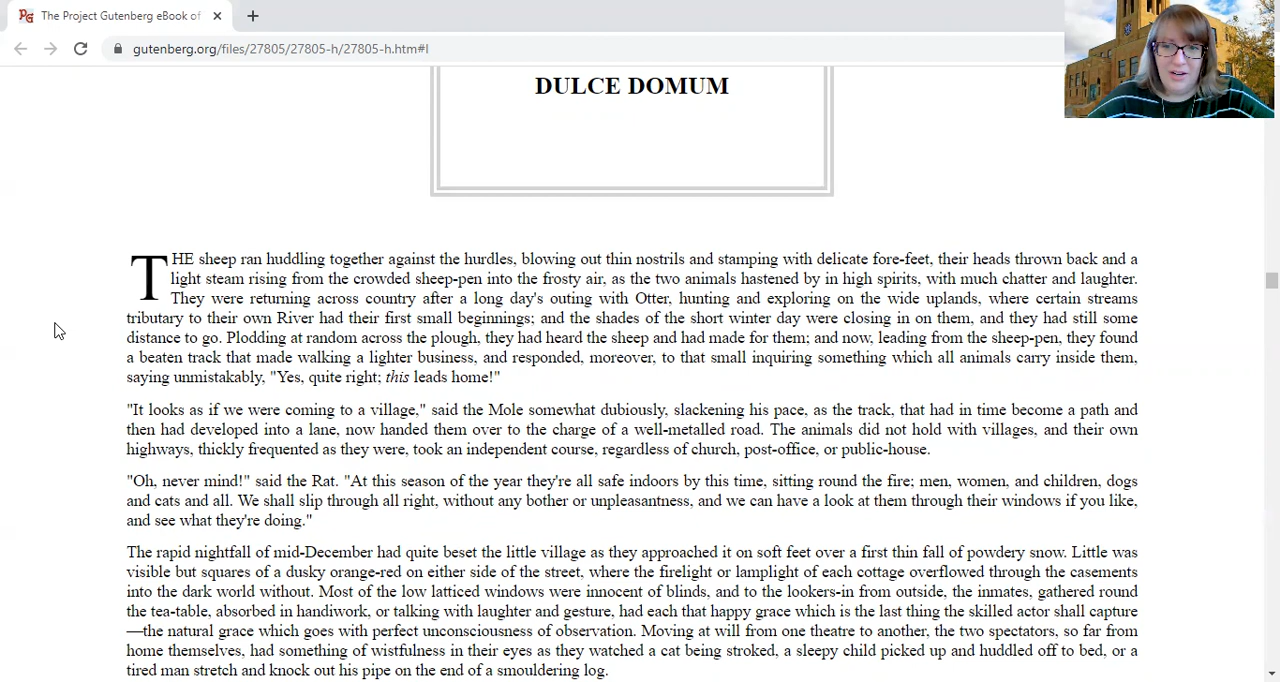 The Project Gutenberg eBook of
gutenberg.org/files/27805/27805-h/27805-h.htm#I
DULCE DOMUM
THE sheep ran huddling together against the hurdles, blowing out thin nostrils and stamping with delicate fore-feet, their heads thrown back and a
light steam rising from the crowded sheep-pen into the frosty air, as the two animals hastened by in high spirits, with much chatter and laughter.
They were returning across country after a long day's outing with Otter, hunting and exploring on the wide uplands, where certain streams
tributary to their own River had their first small beginnings; and the shades of the short winter day were closing in on them, and they had still some
distance to go. Plodding at random across the plough, they had heard the sheep and had made for them; and now, leading from the sheep-pen, they found
a beaten track that made walking a lighter business, and responded, moreover, to that small inquiring something which all animals carry inside them,
saying unmistakably, "Yes, quite right; this leads home!"
"It looks as if we were coming to a village," said the Mole somewhat dubiously, slackening his pace, as the track, that had in time become a path and
then had developed into a lane, now handed them over to the charge of a well-metalled road. The animals did not hold with villages, and their own
highways, thickly frequented as they were, took an independent course, regardless of church, post-office, or public-house.
"Oh, never mind!" said the Rat. "At this season of the year they're all safe indoors by this time, sitting round the fire; men, women, and children, dogs
and cats and all. We shall slip through all right, without any bother or unpleasantness, and we can have a look at them through their windows if you like,
and see what they're doing."
The rapid nightfall of mid-December had quite beset the little village as they approached it on soft feet over a first thin fall of powdery snow. Little was
visible but squares of a dusky orange-red on either side of the street, where the firelight or lamplight of each cottage overflowed through the casements
into the dark world without. Most of the low latticed windows were innocent of blinds, and to the lookers-in from outside, the inmates, gathered round
the tea-table, absorbed in handiwork, or talking with laughter and gesture, had each that happy grace which is the last thing the skilled actor shall capture
—the natural grace which goes with perfect unconsciousness of observation. Moving at will from one theatre to another, the two spectators, so far from
home themselves, had something of wistfulness in their eyes as they watched a cat being stroked, a sleepy child picked up and huddled off to bed, or a
tired man stretch and knock out his pipe on the end of a smouldering log.